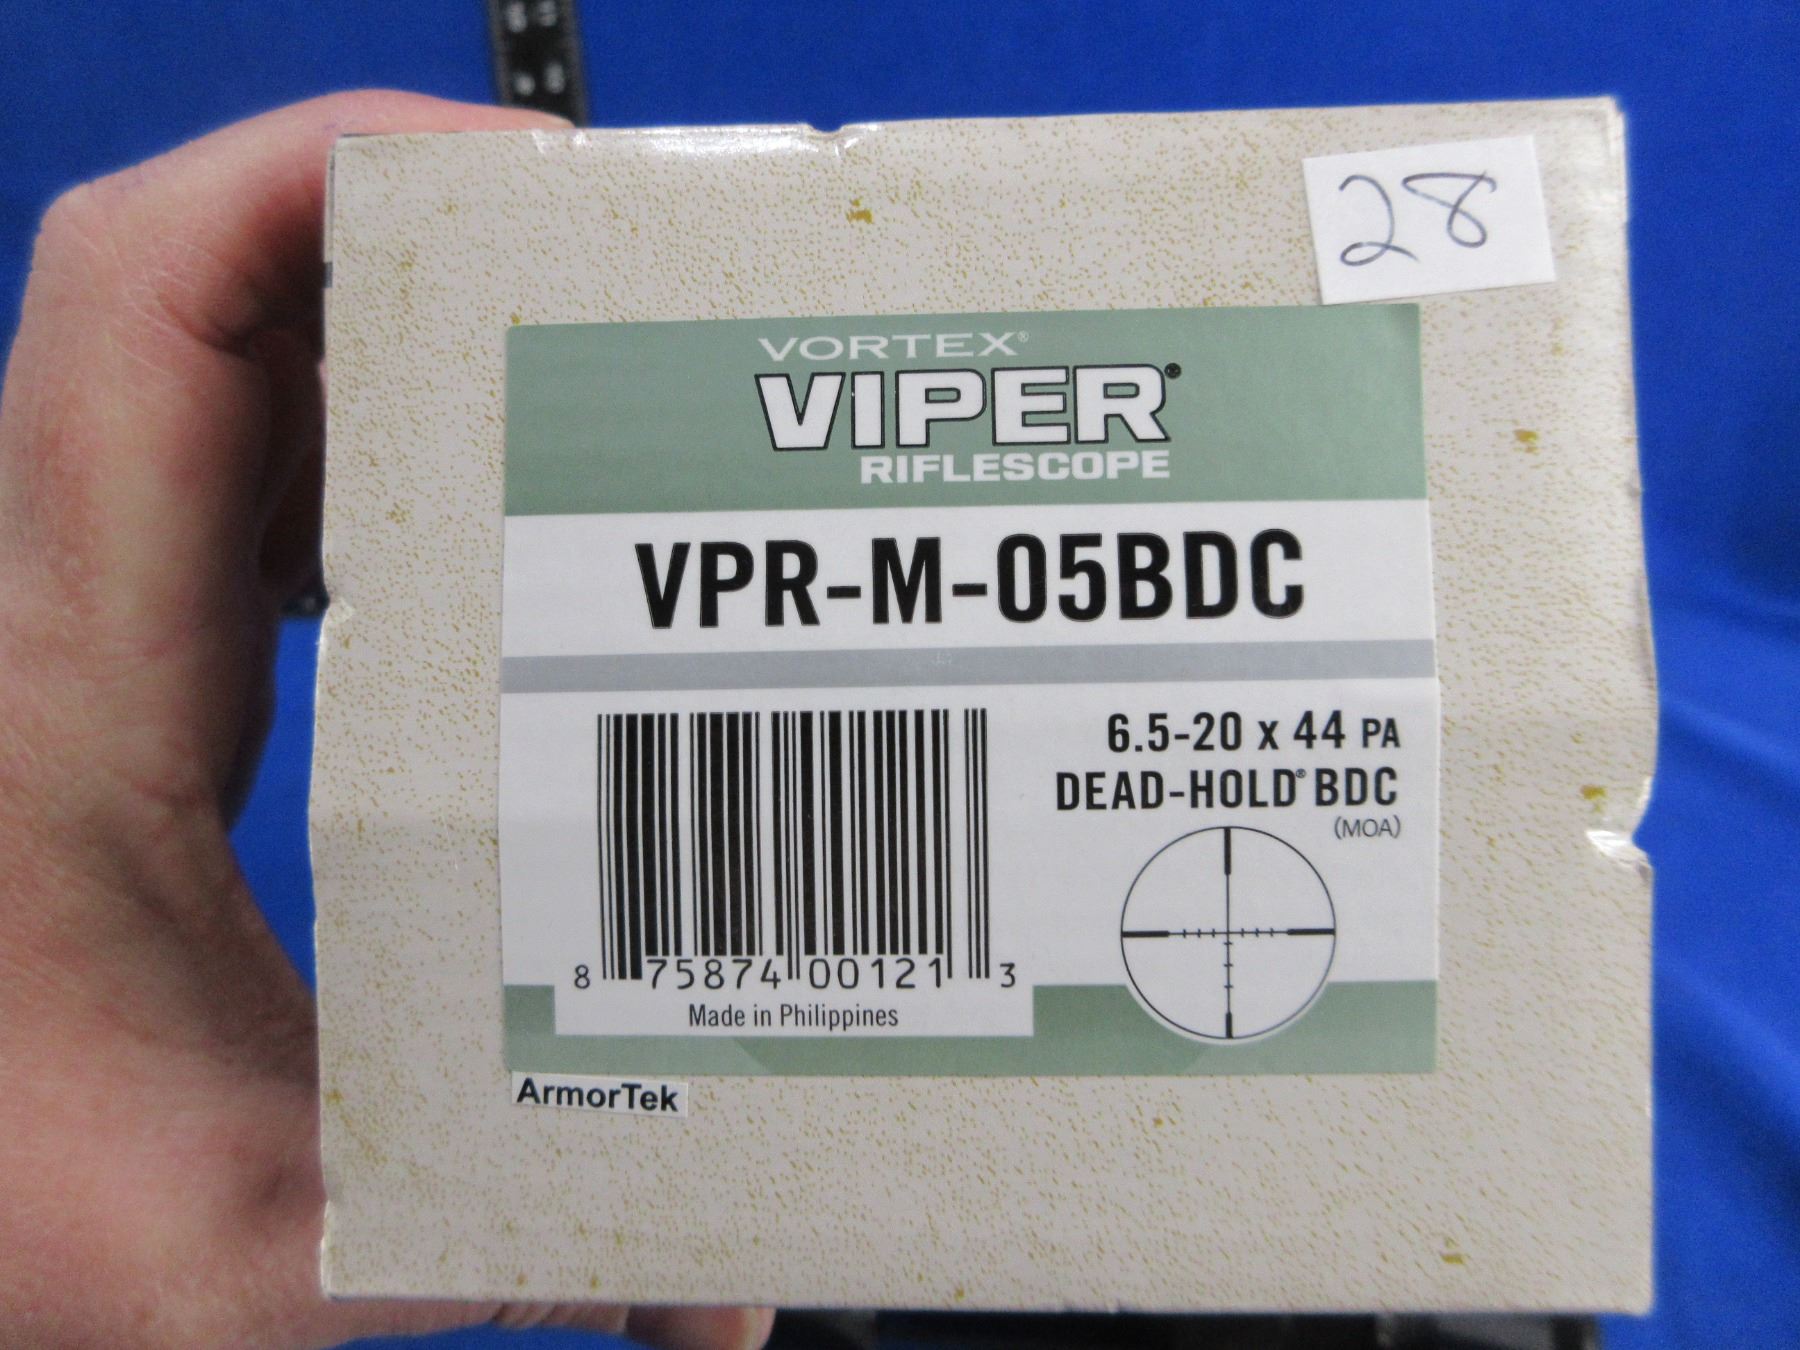 28
VORTEX®
VIPER®
RIFLESCOPE
VPR-M-05BDC
6.5-20 x 44 PA
DEAD-HOLD® BDC
(MOA)
8 75874 00121 3
Made in Philippines
ArmorTek